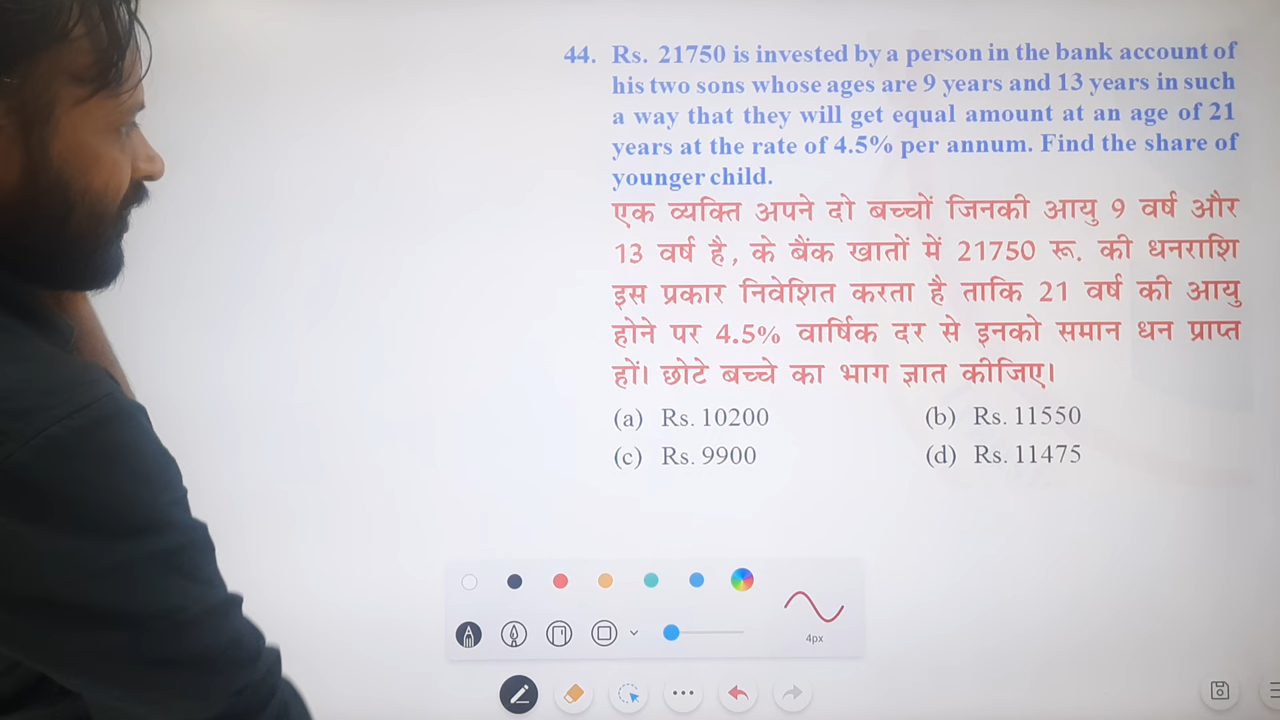 44. Rs. 21750 is invested by a person in the bank account of
his two sons whose ages are 9 years and 13 years in such
a way that they will get equal amount at an age of 21
years at the rate of 4.5% per annum. Find the share of
younger child.
एक व्यक्ति अपने दो बच्चों जिनकी आयु 9 वर्ष और
13 वर्ष है, के बैंक खातों में 21750 रू. की धनराशि
इस प्रकार निवेशित करता है ताकि 21 वर्ष की आयु
होने पर 4.5% वार्षिक दर से इनको समान धन प्राप्त
हों। छोटे बच्चे का भाग ज्ञात कीजिए।
(a) Rs. 10200 (b) Rs. 11550
(c) Rs. 9900 (d) Rs. 11475
4px